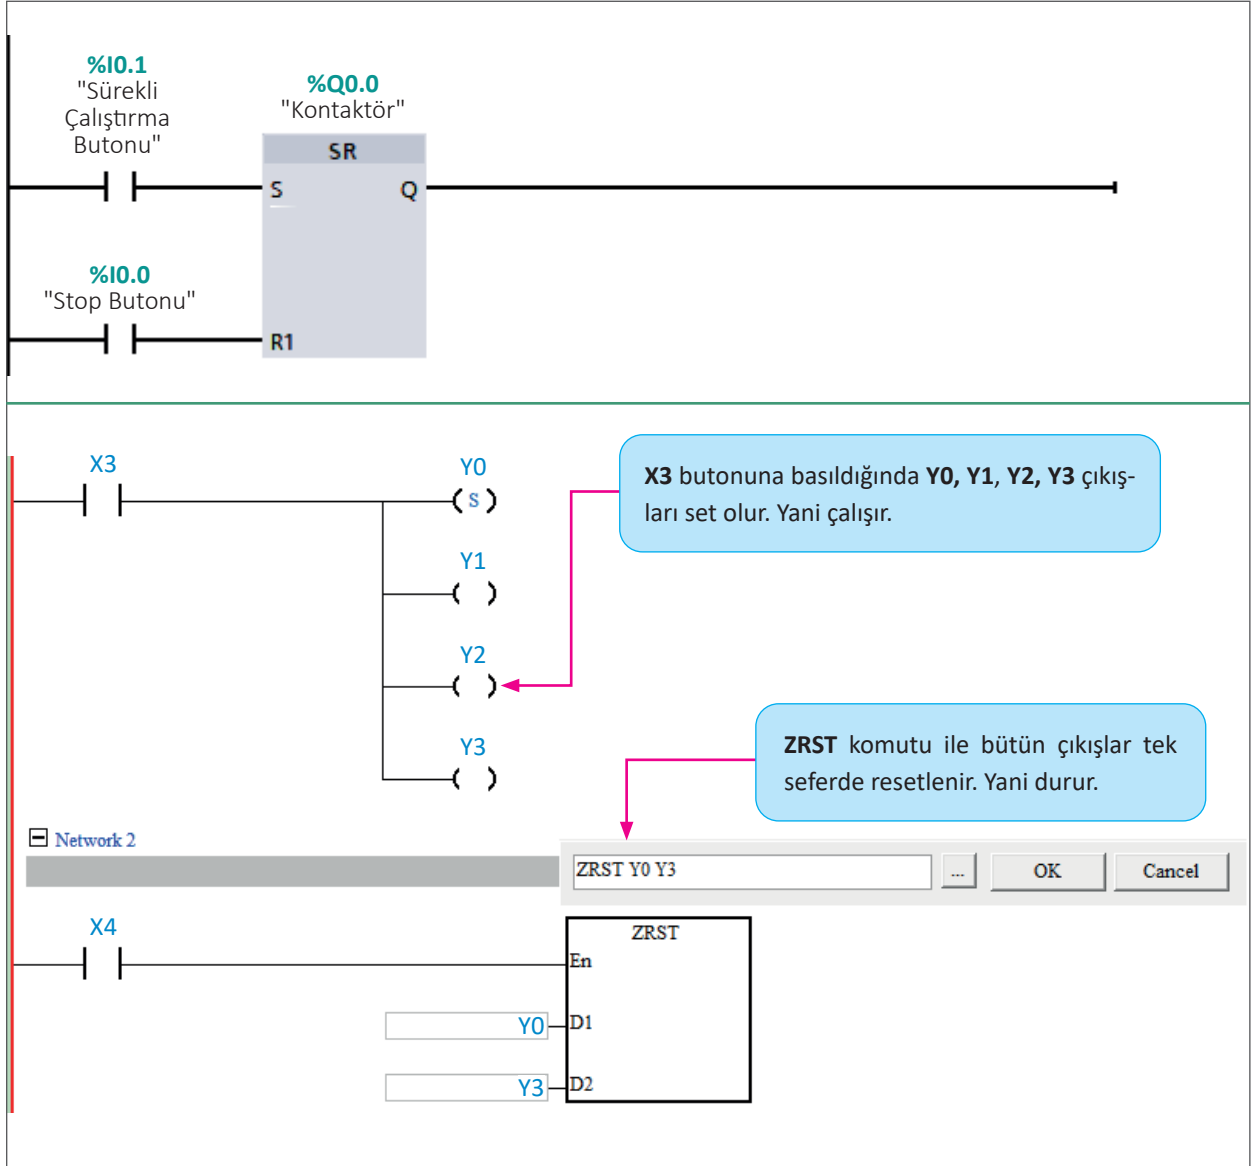 %I0.1
"Sürekli
Çalıştırma
Butonu"
%Q0.0
"Kontaktör"
SR
S
Q
%I0.0
"Stop Butonu"
R1
X3
Y0
S
X3 butonuna basıldığında Y0, Y1, Y2, Y3 çıkış-
ları set olur. Yani çalışır.
Y1
Y2
Y3
ZRST komutu ile bütün çıkışlar tek
seferde resetlenir. Yani durur.
Network 2
ZRST Y0 Y3
...
OK
Cancel
X4
ZRST
En
Y0
D1
Y3
D2